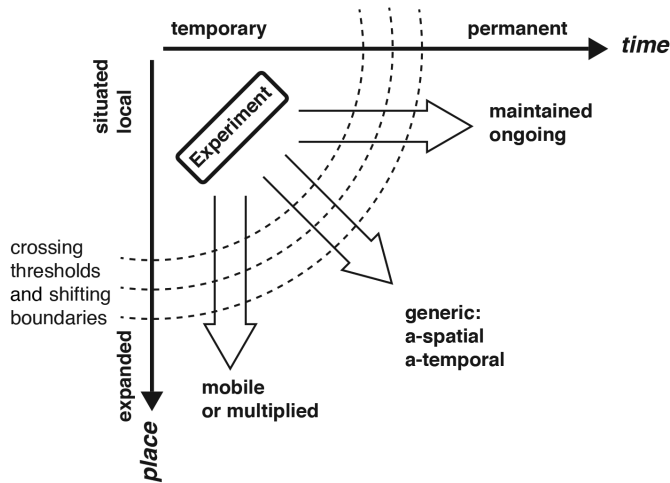 temporary
permanent
time
situated
local
Experiment
maintained
ongoing
crossing
thresholds
and shifting
boundaries
generic:
a-spatial
a-temporal
expanded
mobile
or multiplied
place